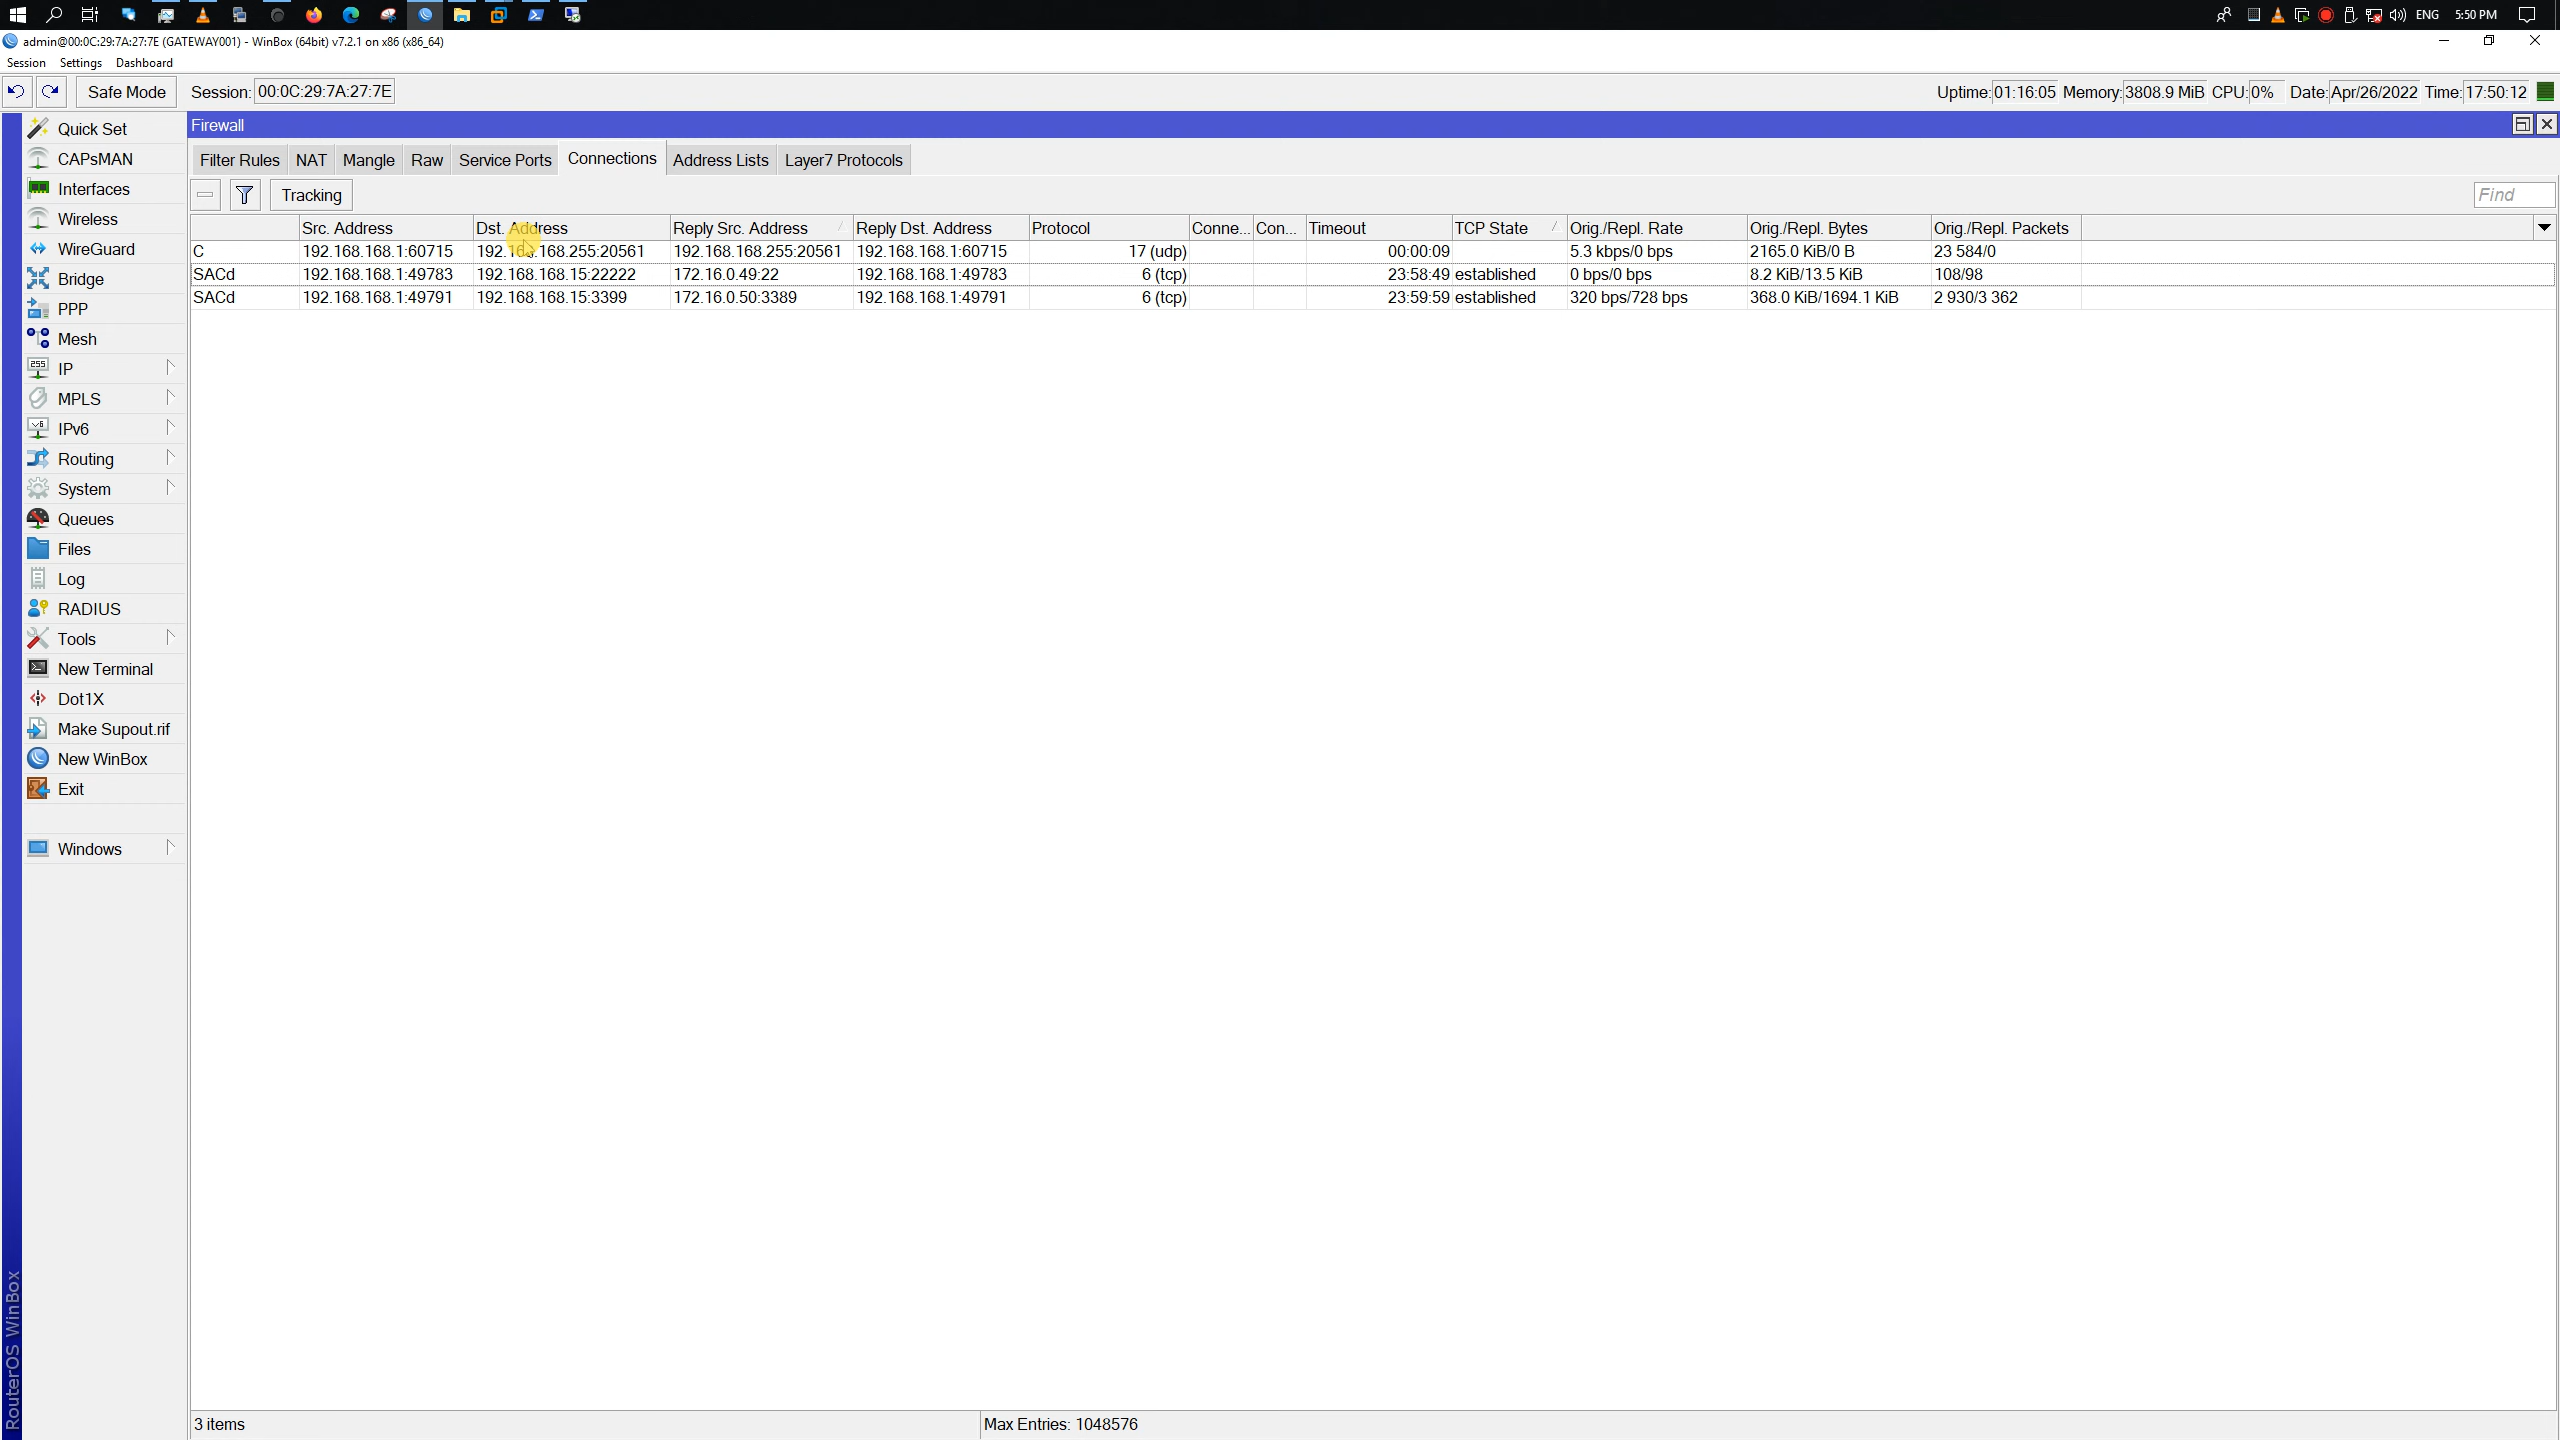 ENG 5:50 PM
admin@00:0C:29:7A:27:7E (GATEWAY001) - WinBox (64bit) v7.2.1 on x86 (x86_64)
Session Settings Dashboard
Safe Mode Session: 00:0C:29:7A:27:7E Uptime: 01:16:05 Memory: 3808.9 MiB CPU: 0% Date: Apr/26/2022 Time: 17:50:12
Quick Set
CAPsMAN
Interfaces
Wireless
WireGuard
Bridge
PPP
Mesh
255
IP
MPLS
v6
IPv6
Routing
System
Queues
Files
Log
RADIUS
Tools
New Terminal
Dot1X
Make Supout.rif
New WinBox
Exit
Windows
RouterOS WinBox
Firewall
Filter Rules NAT Mangle Raw Service Ports Connections Address Lists Layer7 Protocols
Tracking Find
Src. Address Dst. Address Reply Src. Address Reply Dst. Address Protocol Conne... Con... Timeout TCP State Orig./Repl. Rate Orig./Repl. Bytes Orig./Repl. Packets
C 192.168.168.1:60715 192.168.168.255:20561 192.168.168.255:20561 192.168.168.1:60715 17 (udp) 00:00:09 5.3 kbps/0 bps 2165.0 KiB/0 B 23 584/0
SACd 192.168.168.1:49783 192.168.168.15:22222 172.16.0.49:22 192.168.168.1:49783 6 (tcp) 23:58:49 established 0 bps/0 bps 8.2 KiB/13.5 KiB 108/98
SACd 192.168.168.1:49791 192.168.168.15:3399 172.16.0.50:3389 192.168.168.1:49791 6 (tcp) 23:59:59 established 320 bps/728 bps 368.0 KiB/1694.1 KiB 2 930/3 362
3 items Max Entries: 1048576